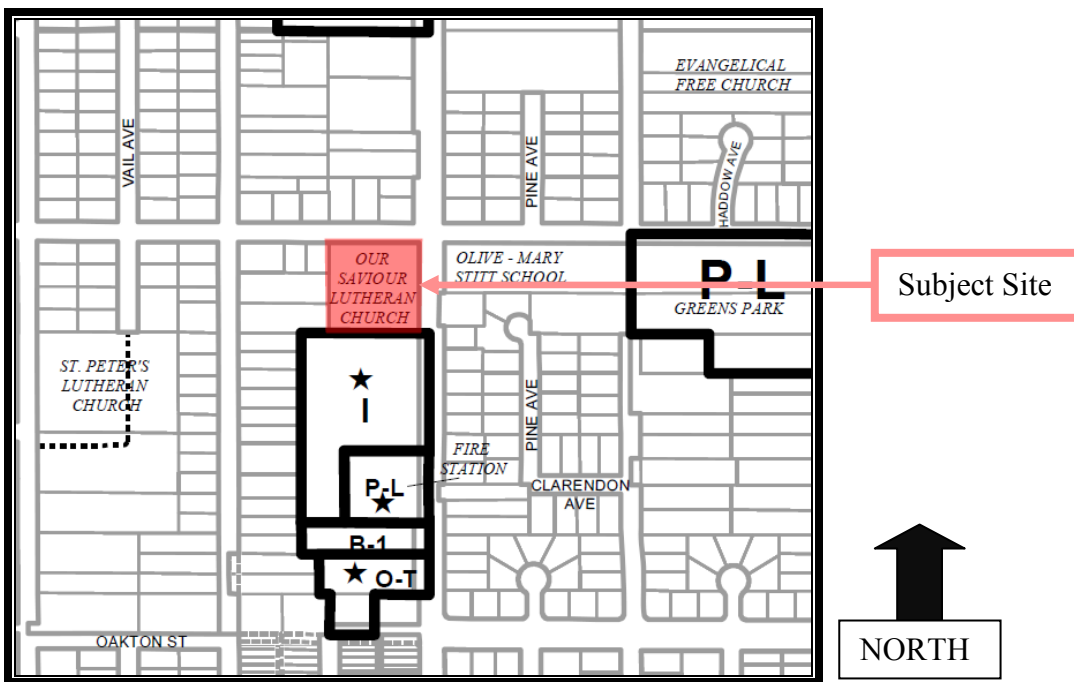 EVANGELICAL
FREE CHURCH
VAIL AVE
PINE AVE
HADDOW AVE
OUR
SAVIOUR
LUTHERAN
CHURCH
OLIVE - MARY
STITT SCHOOL
P-L
GREENS PARK
Subject Site
ST. PETER'S
LUTHERAN
CHURCH
I
PINE AVE
FIRE
STATION
P-L
CLARENDON
AVE
B-1
O-T
OAKTON ST
NORTH